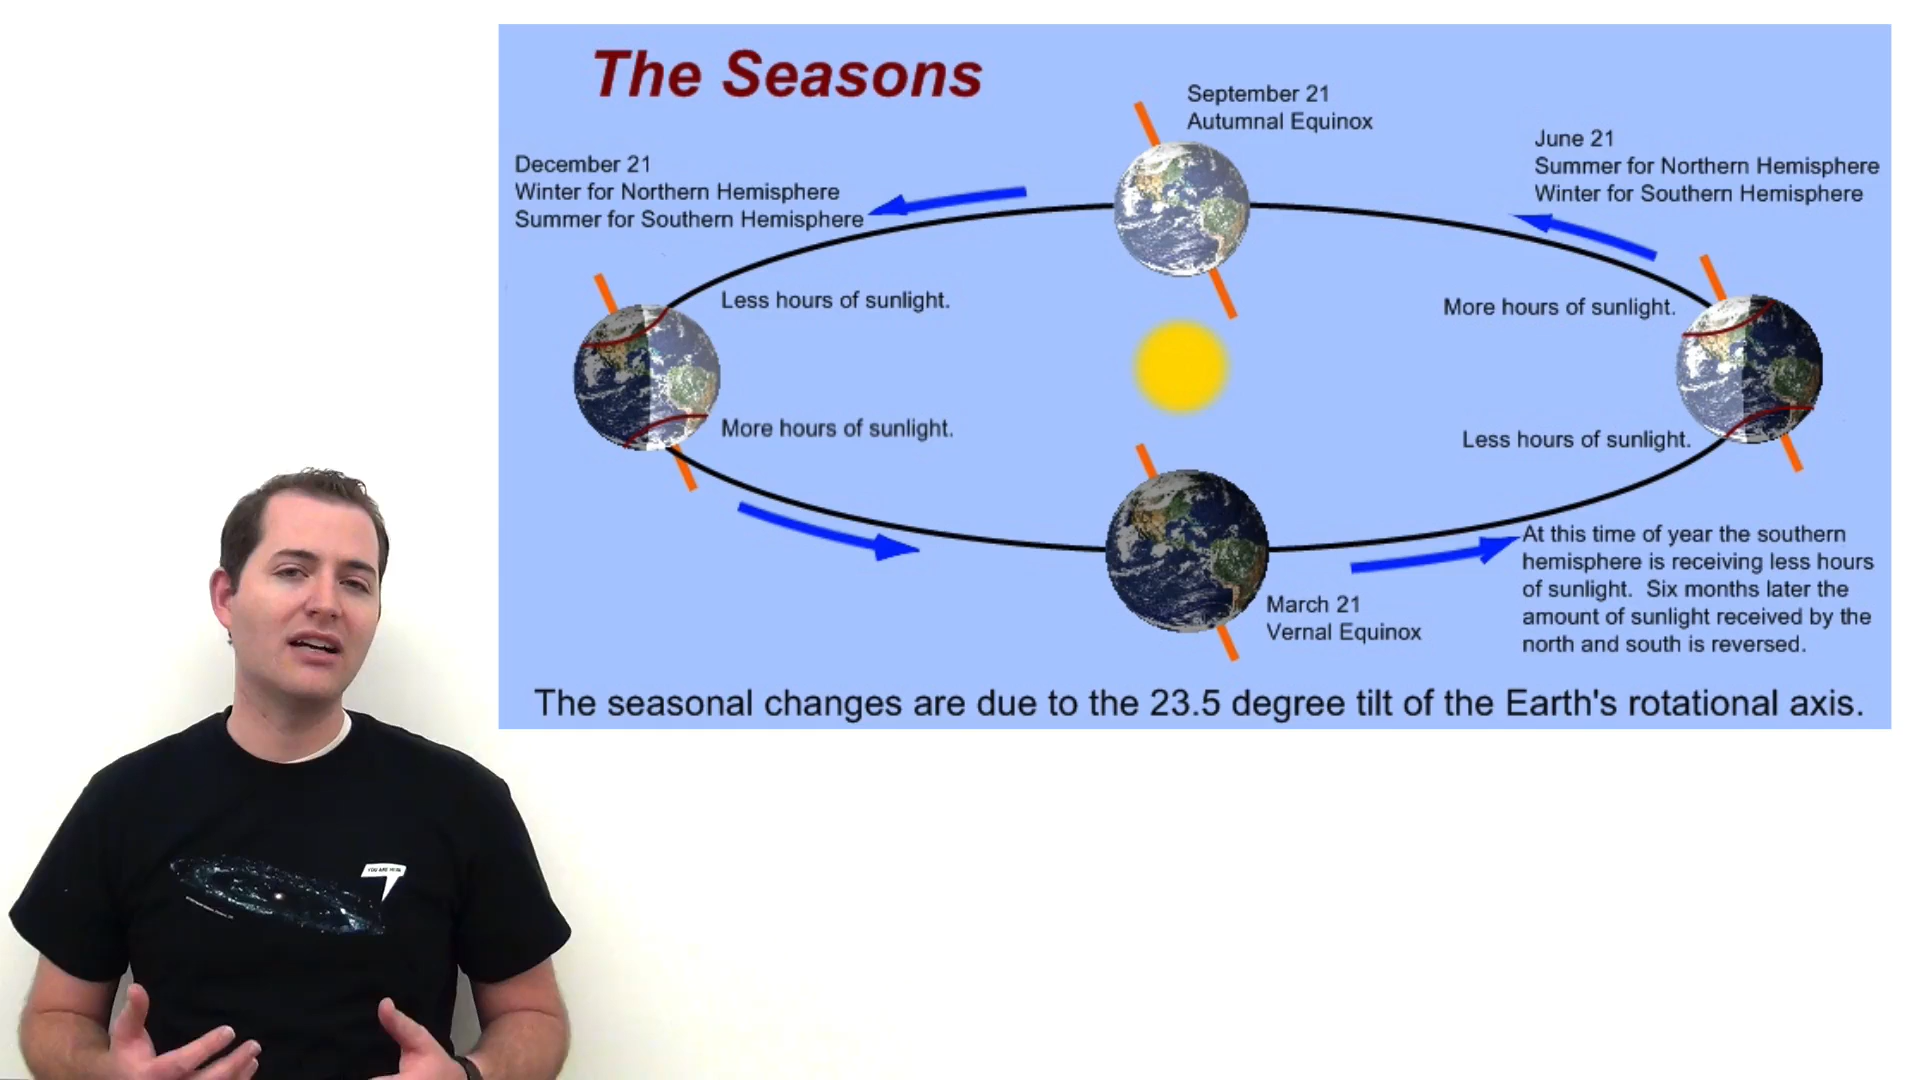 The Seasons
September 21
Autumnal Equinox
June 21
Summer for Northern Hemisphere
Winter for Southern Hemisphere
December 21
Winter for Northern Hemisphere
Summer for Southern Hemisphere
Less hours of sunlight.
More hours of sunlight.
More hours of sunlight.
Less hours of sunlight.
At this time of year the southern
hemisphere is receiving less hours
of sunlight. Six months later the
amount of sunlight received by the
north and south is reversed.
March 21
Vernal Equinox
The seasonal changes are due to the 23.5 degree tilt of the Earth's rotational axis.
YOU ARE HERE